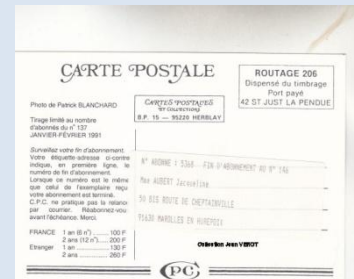 CARTE POSTALE
Photo de Patrick BLANCHARD
Tirage limité au nombre
d'abonnés du n° 137
JANVIER-FÉVRIER 1991
Surveillez votre fin d'abonnement.
Votre étiquette-adresse ci-contre
indique, en première ligne, le
numéro de fin d'abonnement.
Lorsque ce numéro est le même
que celui de l'exemplaire reçu
votre abonnement est terminé.
C.P.C. ne pratique pas la relance
par courrier. Réabonnez-vous
avant l'échéance. Merci.
FRANCE 1 an (6 n°) ........ 100 F
2 ans (12 n°) ..... 200 F
Etranger 1 an ................. 130 F
2 ans ............... 260 F
CARTES POSTALES
ET COLLECTION
B.P. 15 — 95220 HERBLAY
ROUTAGE 206
Dispensé du timbrage
Port payé
42 ST JUST LA PENDUE
N° ABONNE : 5368 - FIN D'ABONNEMENT AU N° 146
Mme AUBERT Jacqueline
50 BIS ROUTE DE CHEPTAINVILLE
91630 MAROLLES EN HUREPOIX
Collection Jean VEROT
CPC